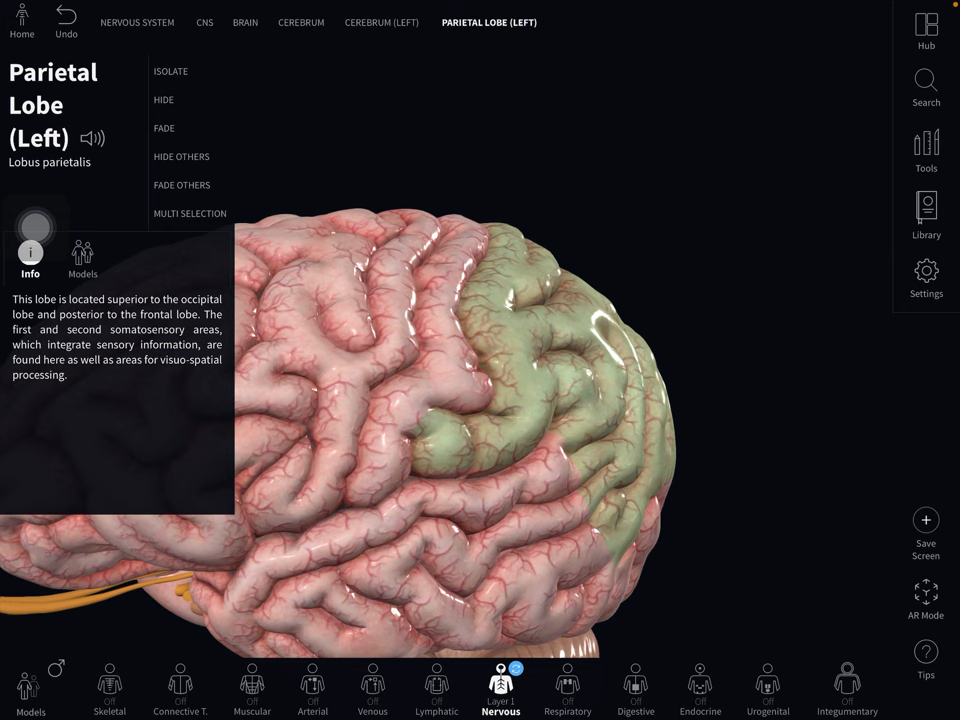 Home
Undo
NERVOUS SYSTEM
CNS
BRAIN
CEREBRUM
CEREBRUM (LEFT)
PARIETAL LOBE (LEFT)
Parietal
Lobe
(Left)
Lobus parietalis
ISOLATE
HIDE
FADE
HIDE OTHERS
FADE OTHERS
MULTI SELECTION
i
Info
Models
This lobe is located superior to the occipital
lobe and posterior to the frontal lobe. The
first and second somatosensory areas,
which integrate sensory information, are
found here as well as areas for visuo-spatial
processing.
Hub
Search
Tools
Library
Settings
Save
Screen
AR Mode
?
Tips
Models
Off
Skeletal
Off
Connective T.
Off
Muscular
Off
Arterial
Off
Venous
Off
Lymphatic
Layer 1
Nervous
Off
Respiratory
Off
Digestive
Off
Endocrine
Off
Urogenital
Off
Integumentary